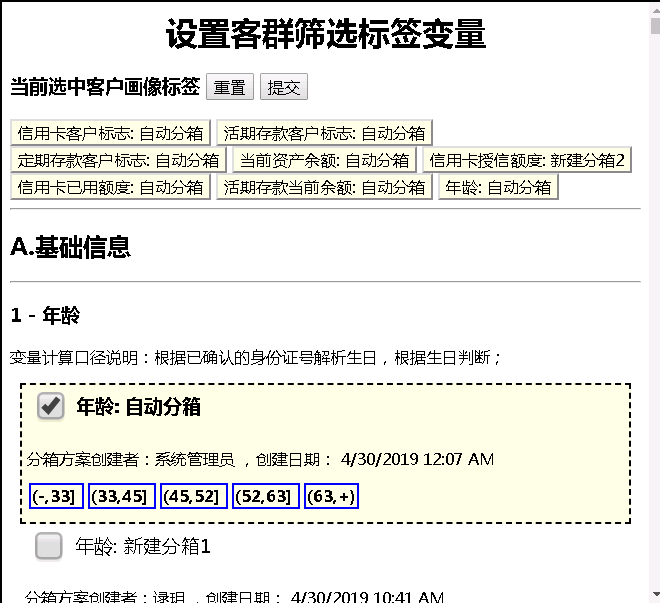 设置客群筛选标签变量
当前选中客户画像标签 重置 提交
信用卡客户标志: 自动分箱 活期存款客户标志: 自动分箱
定期存款客户标志: 自动分箱 当前资产余额: 自动分箱 信用卡授信额度: 新建分箱2
信用卡已用额度: 自动分箱 活期存款当前余额: 自动分箱 年龄: 自动分箱
A.基础信息
1 - 年龄
变量计算口径说明：根据已确认的身份证号解析生日，根据生日判断；
年龄: 自动分箱
分箱方案创建者：系统管理员 ，创建日期： 4/30/2019 12:07 AM
(-,33] (33,45] (45,52] (52,63] (63,+)
年龄: 新建分箱1
分箱方案创建者：逯玥 ，创建日期： 4/30/2019 10:41 AM